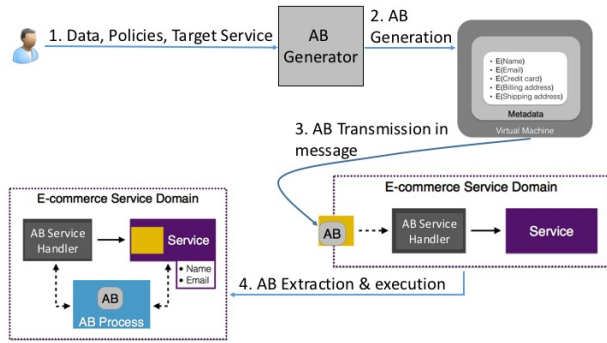 1. Data, Policies, Target Service
AB
Generator
2. AB
Generation
• E(Name)
• E(Email)
• E(Credit card)
• E(Billing address)
• E(Shipping address)
Metadata
Virtual Machine
3. AB Transmission in
message
E-commerce Service Domain
AB
AB Service
Handler
Service
E-commerce Service Domain
AB Service
Handler
Service
• Name
• Email
AB
AB Process
4. AB Extraction & execution